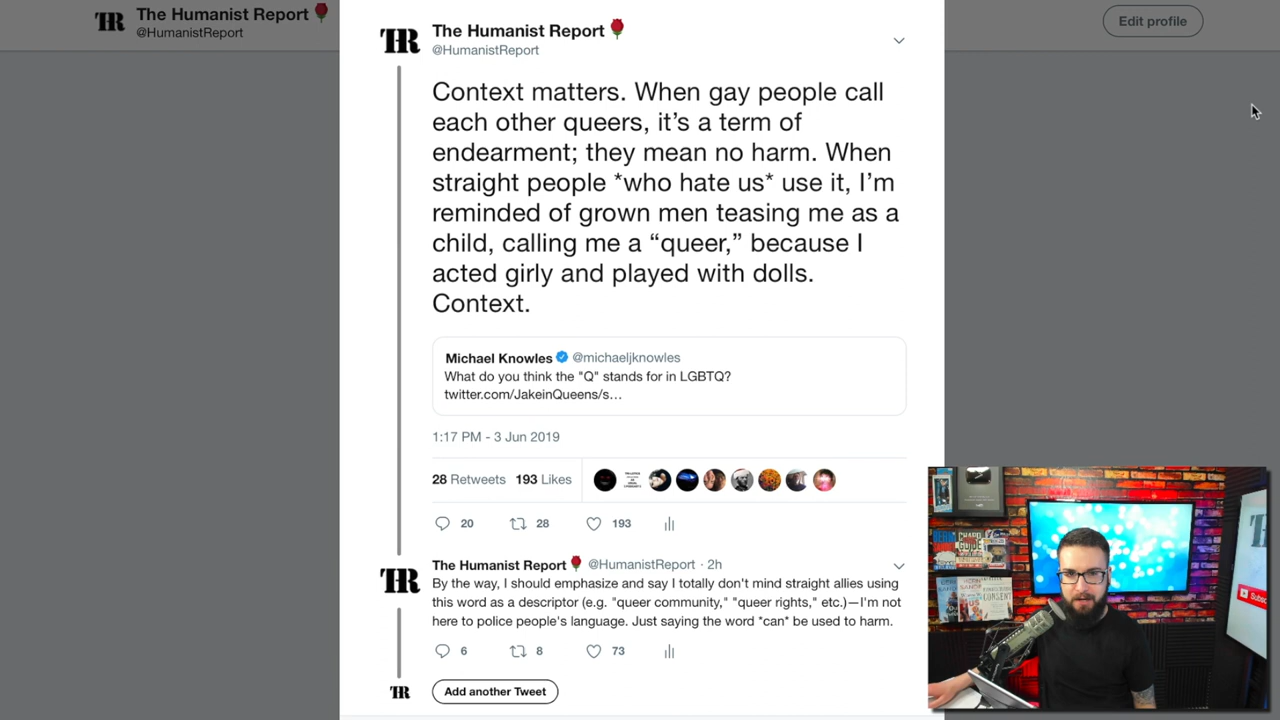 The Humanist Report🌹
@HumanistReport
Edit profile
The Humanist Report🌹
@HumanistReport
Context matters. When gay people call
each other queers, it’s a term of
endearment; they mean no harm. When
straight people *who hate us* use it, I’m
reminded of grown men teasing me as a
child, calling me a “queer,” because I
acted girly and played with dolls.
Context.
Michael Knowles @michaeljknowles
What do you think the "Q" stands for in LGBTQ?
twitter.com/JakeinQueens/s…
1:17 PM - 3 Jun 2019
28 Retweets 193 Likes
20 28 193
The Humanist Report🌹 @HumanistReport · 2h
By the way, I should emphasize and say I totally don't mind straight allies using
this word as a descriptor (e.g. "queer community," "queer rights," etc.)—I'm not
here to police people's language. Just saying the word *can* be used to harm.
6 8 73
Add another Tweet